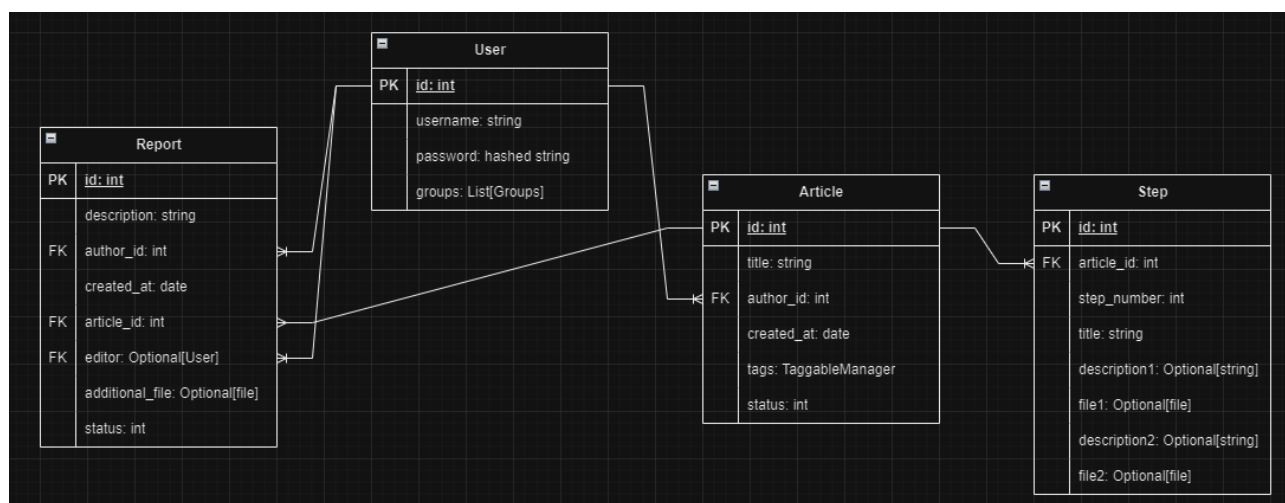 User
PK id: int
username: string
password: hashed string
groups: List[Groups]
Report
PK id: int
description: string
FK author_id: int
created_at: date
FK article_id: int
FK editor: Optional[User]
additional_file: Optional[file]
status: int
Article
PK id: int
title: string
FK author_id: int
created_at: date
tags: TaggableManager
status: int
Step
PK id: int
FK article_id: int
step_number: int
title: string
description1: Optional[string]
file1: Optional[file]
description2: Optional[string]
file2: Optional[file]